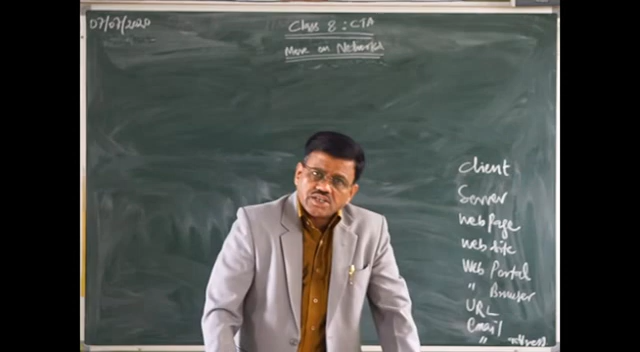 07/07/2020
Class 8 : CTA
More on Networks
Client
Server
Web Page
Web site
Web Portal
" Browser
URL
Email
" address